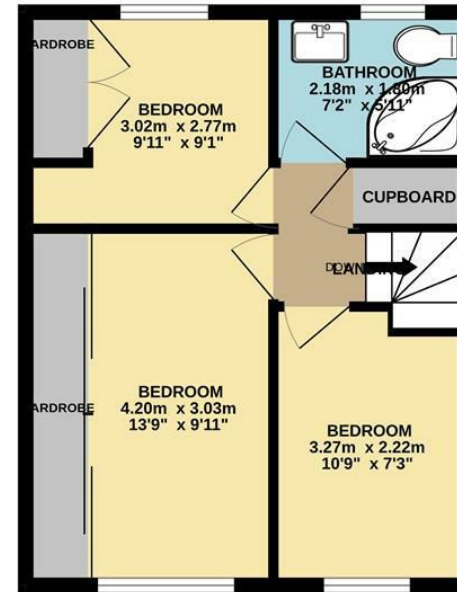 ARDROBE
BEDROOM
3.02m x 2.77m
9'11" x 9'1"
BATHROOM
2.18m x 1.80m
7'2" x 5'11"
CUPBOARD
DOWN
LANDING
ARDROBE
BEDROOM
4.20m x 3.03m
13'9" x 9'11"
BEDROOM
3.27m x 2.22m
10'9" x 7'3"